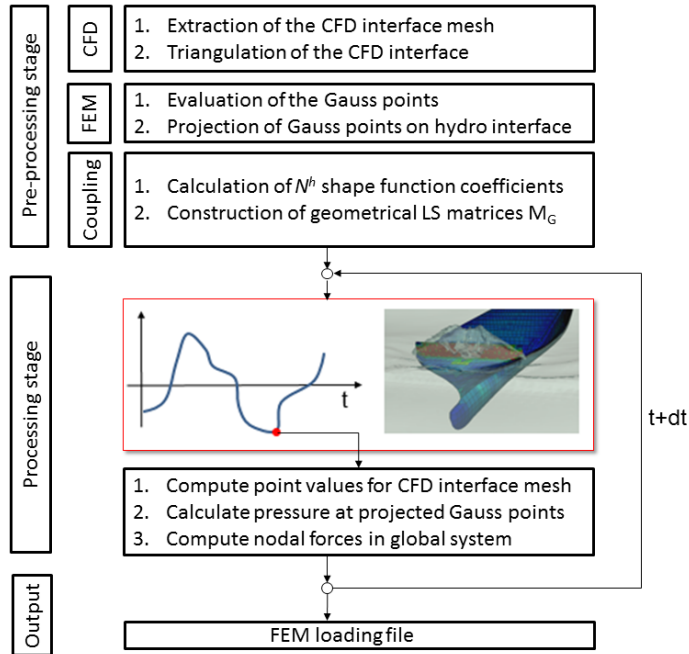 Pre-processing stage
CFD
1. Extraction of the CFD interface mesh
2. Triangulation of the CFD interface
FEM
1. Evaluation of the Gauss points
2. Projection of Gauss points on hydro interface
Coupling
1. Calculation of Nʰ shape function coefficients
2. Construction of geometrical LS matrices M_G
Processing stage
t
t+dt
1. Compute point values for CFD interface mesh
2. Calculate pressure at projected Gauss points
3. Compute nodal forces in global system
Output
FEM loading file